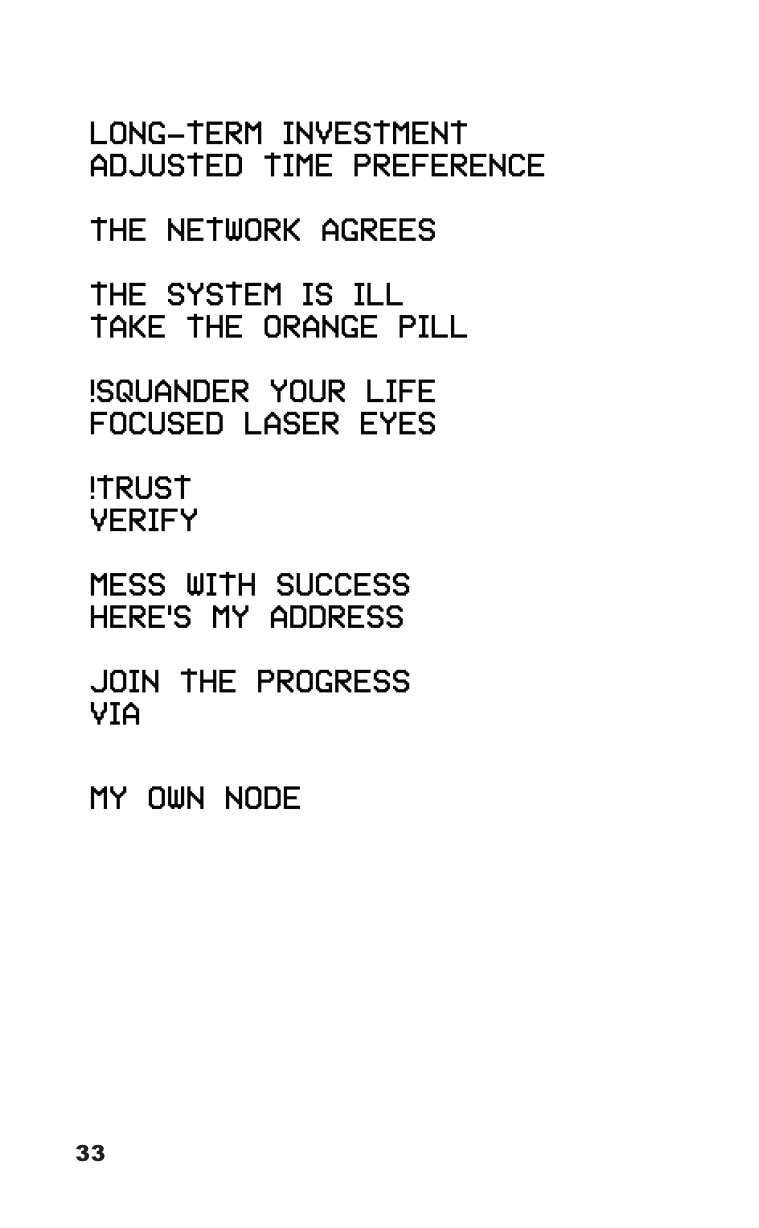 LONG-TERM INVESTMENT
ADJUSTED TIME PREFERENCE
THE NETWORK AGREES
THE SYSTEM IS ILL
TAKE THE ORANGE PILL
!SQUANDER YOUR LIFE
FOCUSED LASER EYES
!TRUST
VERIFY
MESS WITH SUCCESS
HERE'S MY ADDRESS
JOIN THE PROGRESS
VIA
MY OWN NODE
33